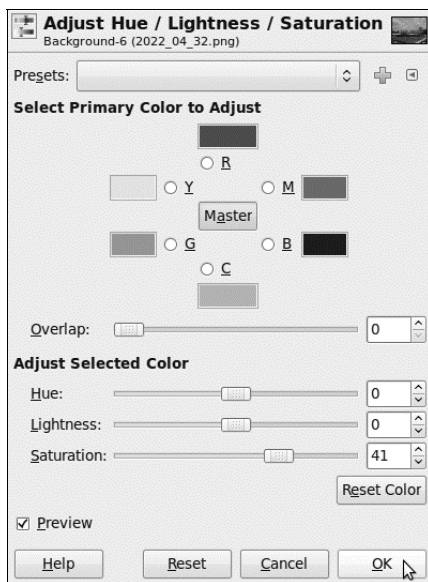 Adjust Hue / Lightness / Saturation
Background-6 (2022_04_32.png)
Presets:
Select Primary Color to Adjust
R
Y M
Master
G B
C
Overlap: 0
Adjust Selected Color
Hue: 0
Lightness: 0
Saturation: 41
Reset Color
Preview
Help Reset Cancel OK